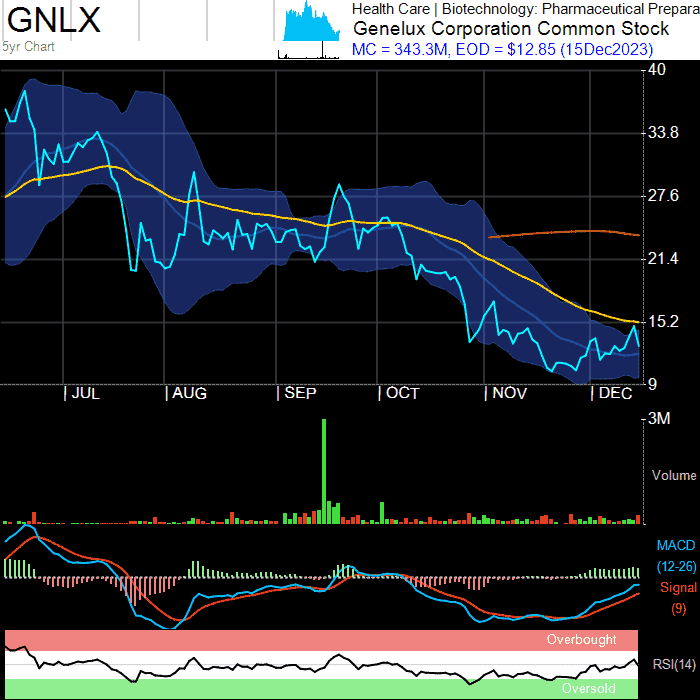 GNLX
5yr Chart
Health Care | Biotechnology: Pharmaceutical Prepara
Genelux Corporation Common Stock
MC = 343.3M, EOD = $12.85 (15Dec2023)
40
33.8
27.6
21.4
15.2
9
| JUL | AUG | SEP | OCT | NOV | DEC
3M
Volume
MACD
(12-26)
Signal
(9)
Overbought
RSI(14)
Oversold